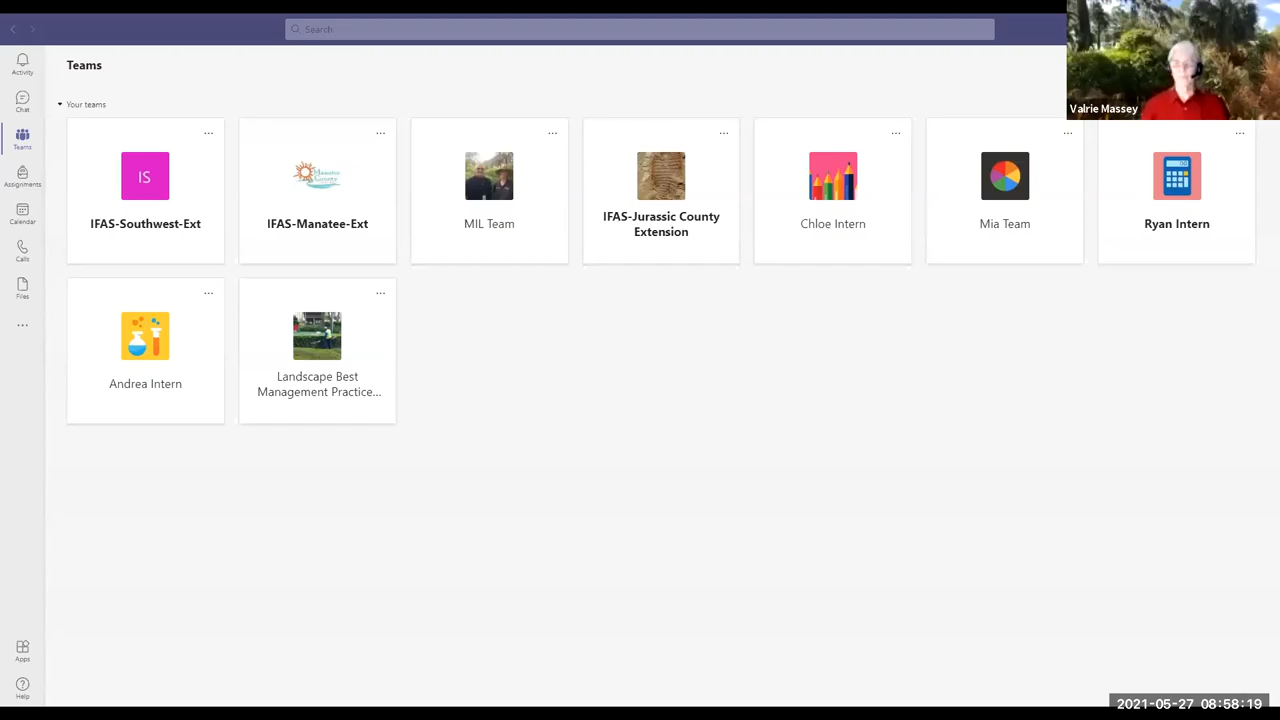 Search
Valrie Massey
Teams
Your teams
Activity
Chat
Teams
Assignments
Calendar
Calls
Files
Apps
Help
IS
IFAS-Southwest-Ext
Manatee
County
IFAS-Manatee-Ext
MIL Team
IFAS-Jurassic County
Extension
Chloe Intern
Mia Team
Ryan Intern
Andrea Intern
Landscape Best
Management Practice...
2021-05-27 08:58:19